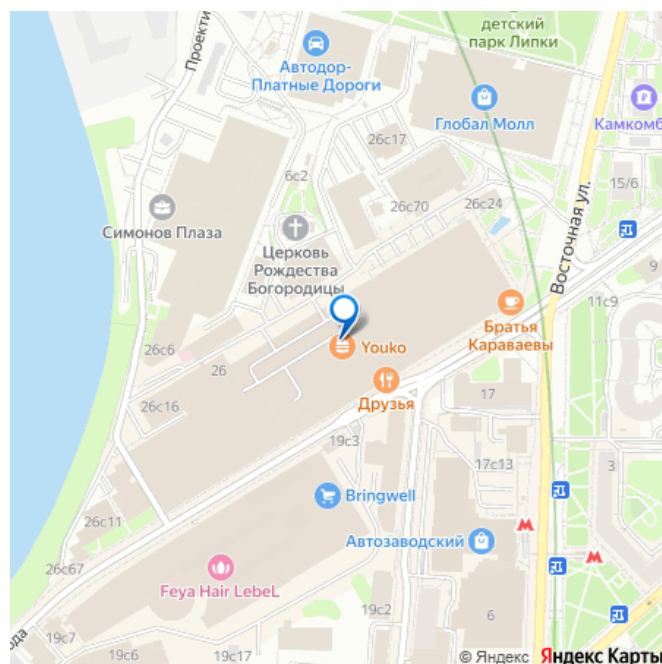 детский
парк Липки
Проекти
Автодор-
Платные Дороги
Глобал Молл
Камкомб
26с17
6с2
15/6
26с70
26с24
Симонов Плаза
Церковь
Рождества
Богородицы
Восточная ул.
9
11с9
Братья
Караваевы
Youko
26с6
26
Друзья
17
26с16
19с3
17с13
3
Bringwell
26с11
Автозаводский
26с67
Feya Hair LebeL
19с2
6
ода
19с7
19с6
19с17
© Яндекс Яндекс Карты